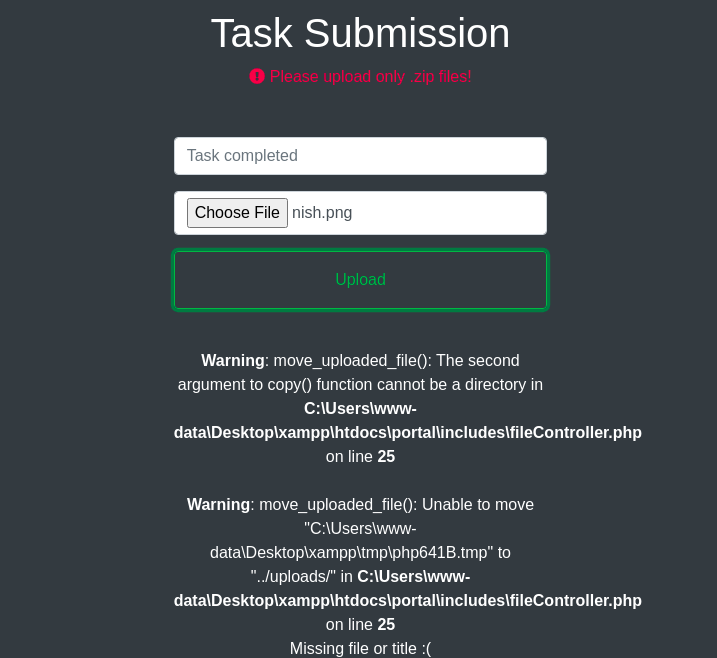 Task Submission
Please upload only .zip files!
Task completed
Choose File nish.png
Upload
Warning: move_uploaded_file(): The second
argument to copy() function cannot be a directory in
C:\Users\www-
data\Desktop\xampp\htdocs\portal\includes\fileController.php
on line 25
Warning: move_uploaded_file(): Unable to move
"C:\Users\www-
data\Desktop\xampp\tmp\php641B.tmp" to
"../uploads/" in C:\Users\www-
data\Desktop\xampp\htdocs\portal\includes\fileController.php
on line 25
Missing file or title :(